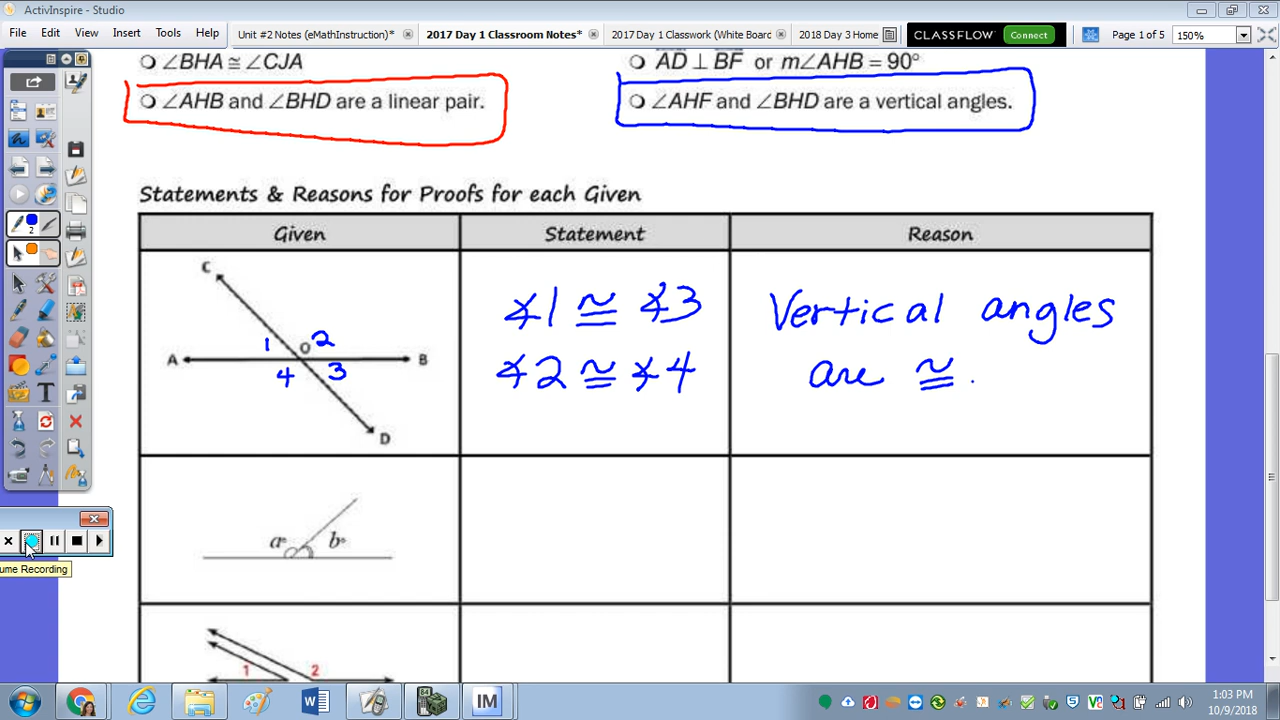 ActivInspire - Studio
File Edit View Insert Tools Help
Unit #2 Notes (eMathInstruction)* 2017 Day 1 Classroom Notes* 2017 Day 1 Classwork (White Board 2018 Day 3 Home CLASSFLOW Connect Page 1 of 5 150%
∠BHA ≅ ∠CJA
AD ⊥ BF or m∠AHB = 90°
∠AHB and ∠BHD are a linear pair.
∠AHF and ∠BHD are a vertical angles.
Statements & Reasons for Proofs for each Given
Given Statement Reason
C
1 2
O
A B
4 3
D
∡1 ≅ ∡3
∡2 ≅ ∡4
Vertical angles
are ≅.
a° b°
1 2
2
T
ume Recording
W IM
1:03 PM
10/9/2018